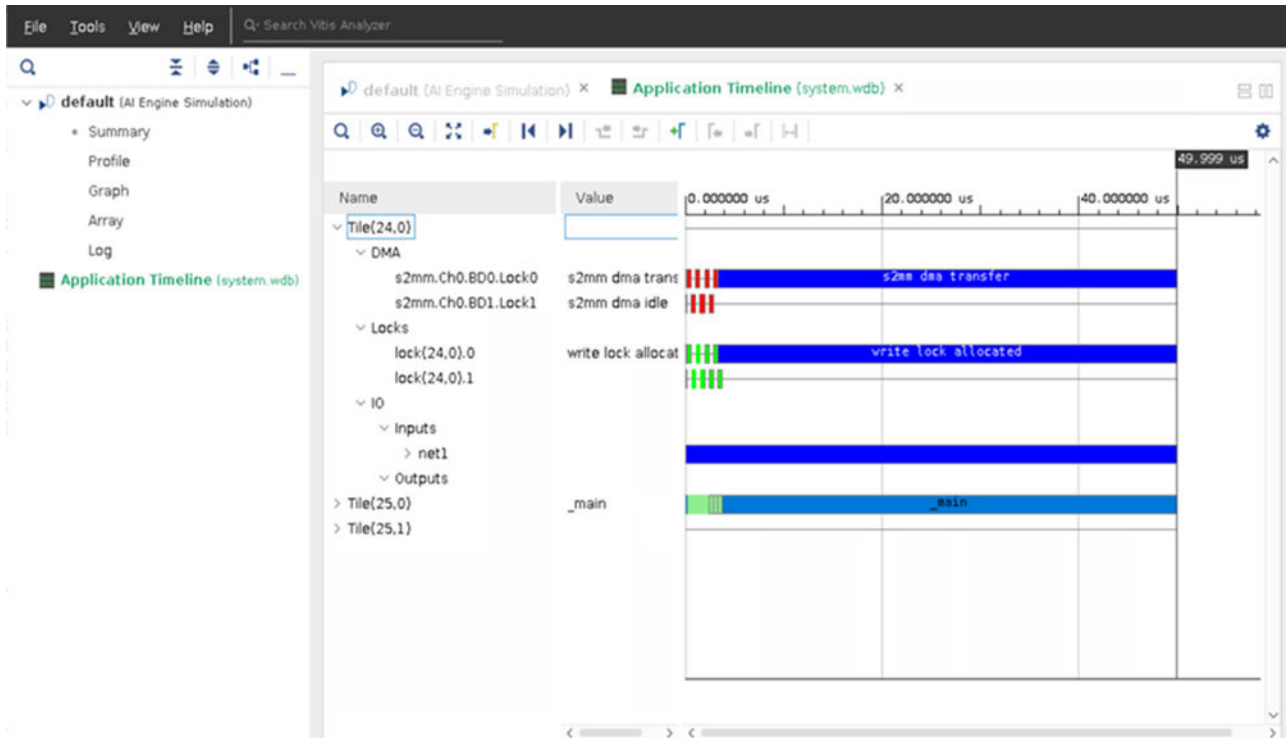 File Tools View Help Search Vitis Analyzer
default (AI Engine Simulation)
Summary
Profile
Graph
Array
Log
Application Timeline (system.wdb)
default (AI Engine Simulation) × Application Timeline (system.wdb) ×
49.999 us
Name Value 0.000000 us 20.000000 us 40.000000 us
Tile(24,0)
DMA
s2mm.Ch0.BD0.Lock0 s2mm dma trans s2mm dma transfer
s2mm.Ch0.BD1.Lock1 s2mm dma idle
Locks
lock(24,0).0 write lock allocat write lock allocated
lock(24,0).1
IO
Inputs
net1
Outputs
Tile(25,0) _main _main
Tile(25,1)